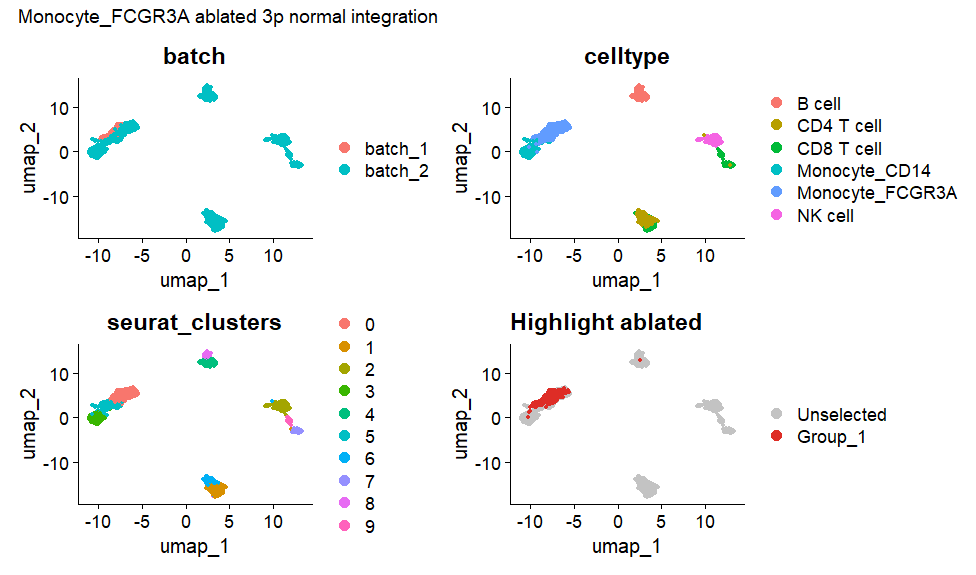 Monocyte_FCGR3A ablated 3p normal integration
batch
umap_2
10
0
-10
-10 -5 0 5 10
umap_1
batch_1
batch_2
celltype
umap_2
10
0
-10
-10 -5 0 5 10
umap_1
B cell
CD4 T cell
CD8 T cell
Monocyte_CD14
Monocyte_FCGR3A
NK cell
seurat_clusters
umap_2
10
0
-10
-10 -5 0 5 10
umap_1
0
1
2
3
4
5
6
7
8
9
Highlight ablated
umap_2
10
0
-10
-10 -5 0 5 10
umap_1
Unselected
Group_1